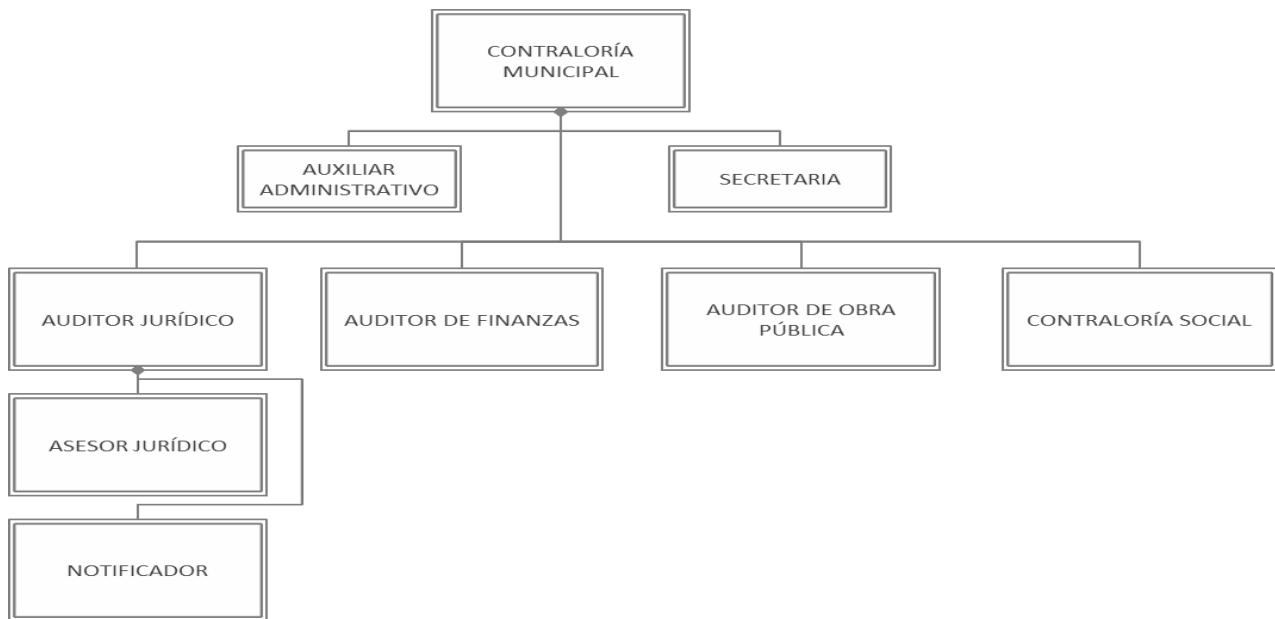 CONTRALORÍA
MUNICIPAL
AUXILIAR
ADMINISTRATIVO
SECRETARIA
AUDITOR JURÍDICO
AUDITOR DE FINANZAS
AUDITOR DE OBRA
PÚBLICA
CONTRALORÍA SOCIAL
ASESOR JURÍDICO
NOTIFICADOR